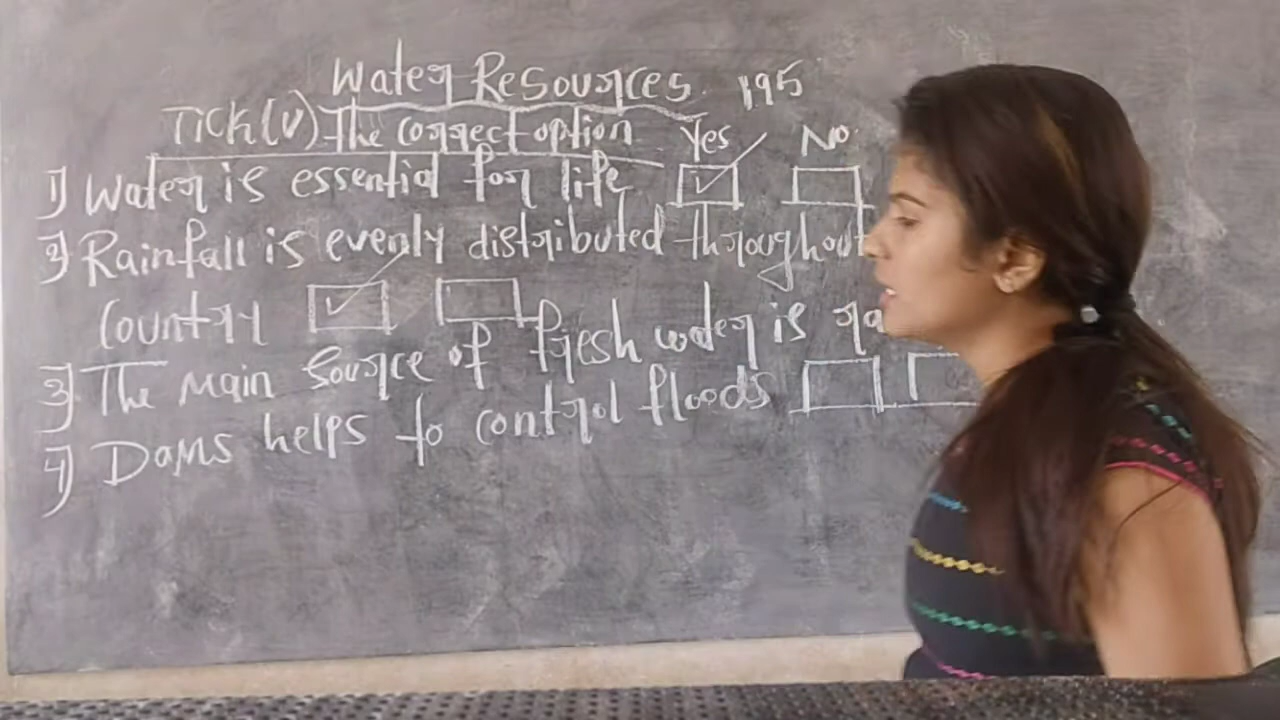 Water Resources. 195
Tick(√) The correct option Yes No
1) Water is essential for life
2) Rainfall is evenly distributed throughout
Country
3) The Main Source of fresh water is
4) Dams helps to control floods